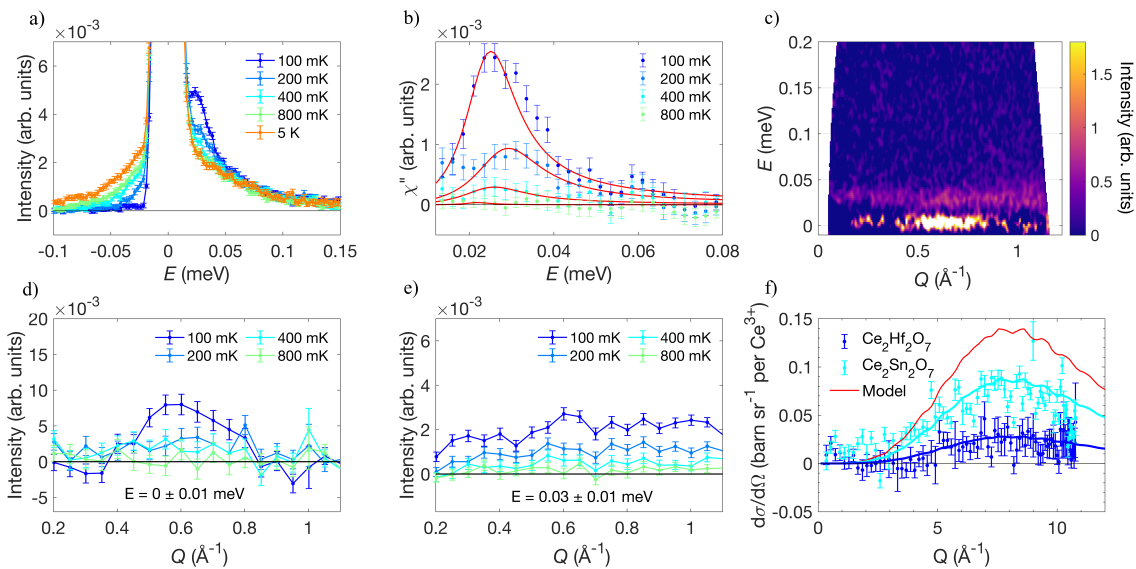 a)
×10⁻³
Intensity (arb. units)
6
4
2
0
100 mK
200 mK
400 mK
800 mK
5 K
-0.1
-0.05
0
0.05
0.1
0.15
E (meV)
b)
×10⁻³
χ'' (arb. units)
2
0
100 mK
200 mK
400 mK
800 mK
0.02
0.04
0.06
0.08
E (meV)
c)
E (meV)
0.2
0.15
0.1
0.05
0
0
0.5
1
Q (Å⁻¹)
1.5
1
0.5
0
Intensity (arb. units)
d)
×10⁻³
Intensity (arb. units)
20
15
10
5
0
-5
100 mK
400 mK
200 mK
800 mK
E = 0 ± 0.01 meV
0.2
0.4
0.6
0.8
1
Q (Å⁻¹)
e)
×10⁻³
Intensity (arb. units)
6
4
2
0
100 mK
400 mK
200 mK
800 mK
E = 0.03 ± 0.01 meV
0.2
0.4
0.6
0.8
1
Q (Å⁻¹)
f)
dσ/dΩ (barn sr⁻¹ per Ce³⁺)
0.15
0.1
0.05
0
-0.05
Ce₂Hf₂O₇
Ce₂Sn₂O₇
Model
0
5
10
Q (Å⁻¹)